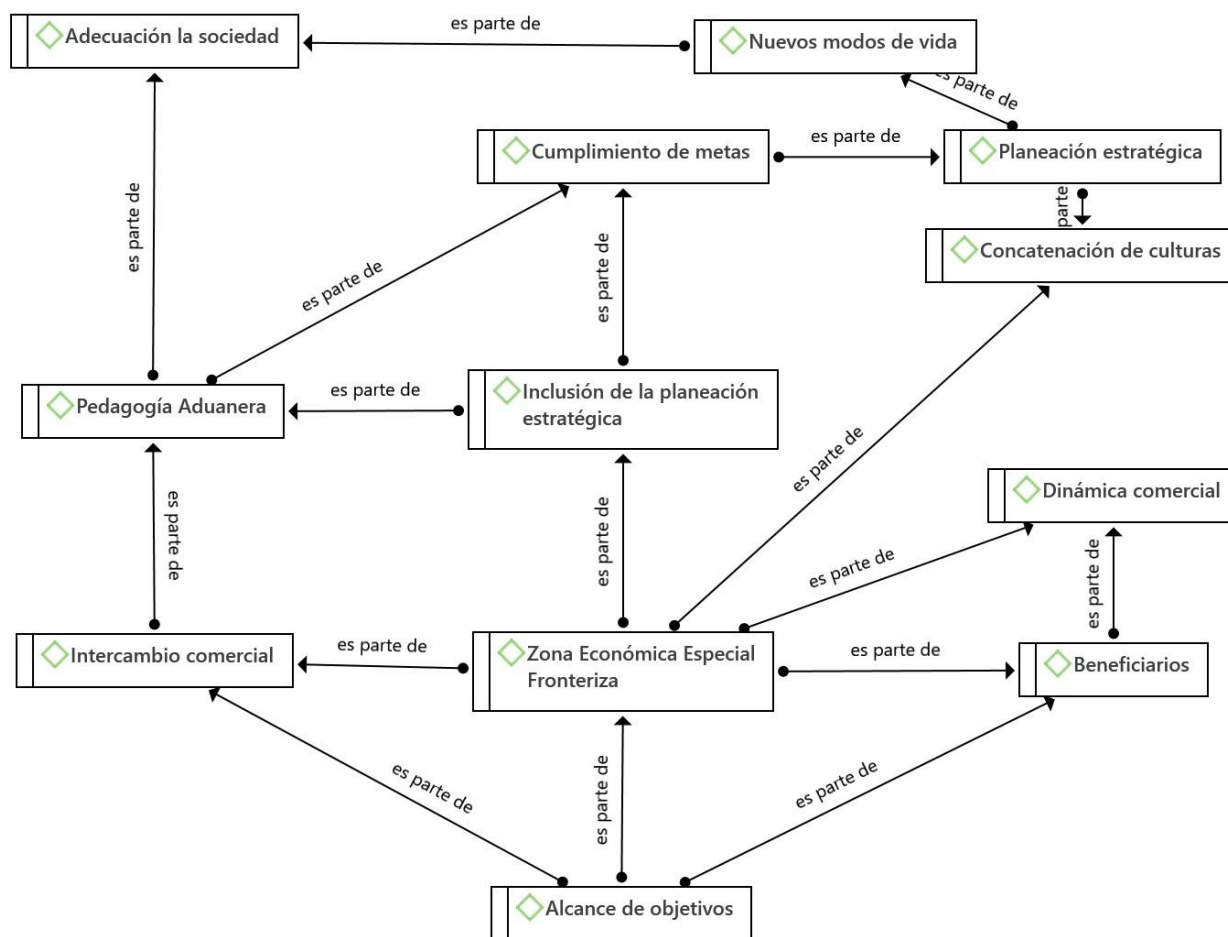 es parte de
Adecuación la sociedad
Nuevos modos de vida
es parte de
es parte de
Cumplimiento de metas
Planeación estratégica
es parte de
es parte de
es parte de
parte
Concatenación de culturas
Inclusión de la planeación
estratégica
es parte de
Pedagogía Aduanera
es parte de
Dinámica comercial
es parte de
es parte de
es parte de
es parte de
es parte de
Intercambio comercial
Zona Económica Especial
Fronteriza
es parte de
es parte de
Beneficiarios
es parte de
es parte de
es parte de
Alcance de objetivos